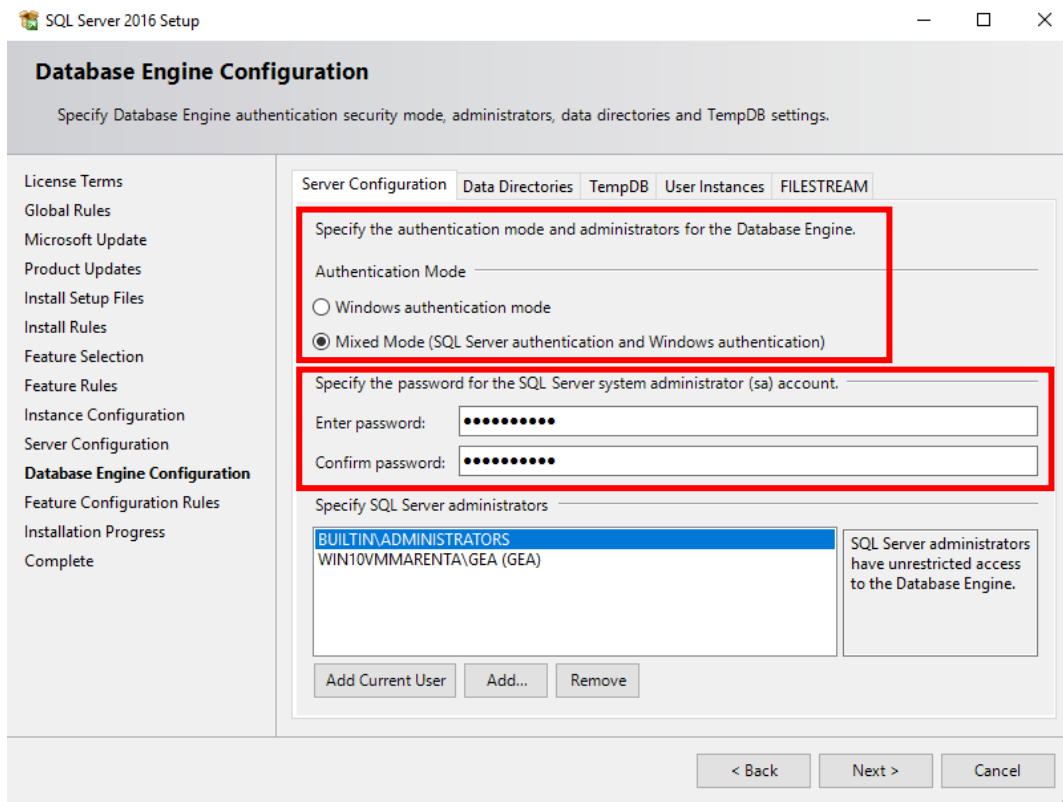 SQL Server 2016 Setup
Database Engine Configuration
Specify Database Engine authentication security mode, administrators, data directories and TempDB settings.
License Terms
Global Rules
Microsoft Update
Product Updates
Install Setup Files
Install Rules
Feature Selection
Feature Rules
Instance Configuration
Server Configuration
Database Engine Configuration
Feature Configuration Rules
Installation Progress
Complete
Server Configuration Data Directories TempDB User Instances FILESTREAM
Specify the authentication mode and administrators for the Database Engine.
Authentication Mode
Windows authentication mode
Mixed Mode (SQL Server authentication and Windows authentication)
Specify the password for the SQL Server system administrator (sa) account.
Enter password: ●●●●●●●●●●
Confirm password: ●●●●●●●●●●
Specify SQL Server administrators
BUILTIN\ADMINISTRATORS
WIN10VMMARENTA\GEA (GEA)
SQL Server administrators
have unrestricted access
to the Database Engine.
Add Current User Add... Remove
< Back Next > Cancel